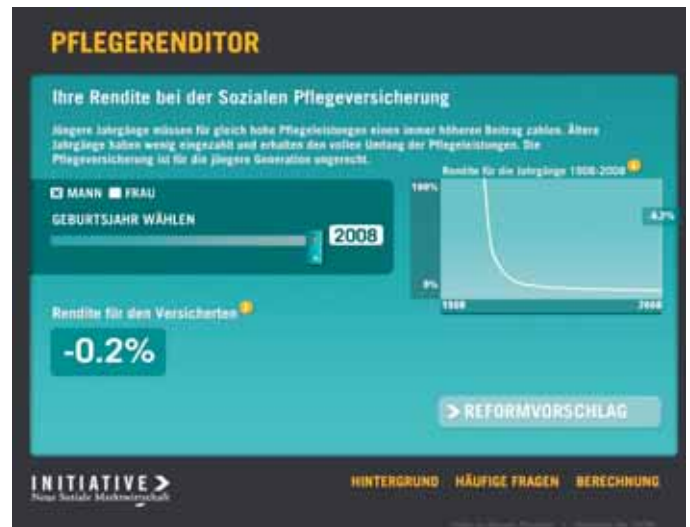 PFLEGERENDITOR
Ihre Rendite bei der Sozialen Pflegeversicherung
Jüngere Jahrgänge müssen für gleich hohe Pflegeleistungen einen immer höheren Beitrag zahlen. Ältere
Jahrgänge haben wenig eingezahlt und erhalten den vollen Umfang der Pflegeleistungen. Die
Pflegeversicherung ist für die jüngere Generation ungerecht.
MANN FRAU
GEBURTSJAHR WÄHLEN
2008
Rendite für die Jahrgänge 1908-2008
100%
0%
1908 2008
Rendite für den Versicherten
-0.2%
> REFORMVORSCHLAG
INITIATIVE >
Neue Soziale Marktwirtschaft
HINTERGRUND HÄUFIGE FRAGEN BERECHNUNG